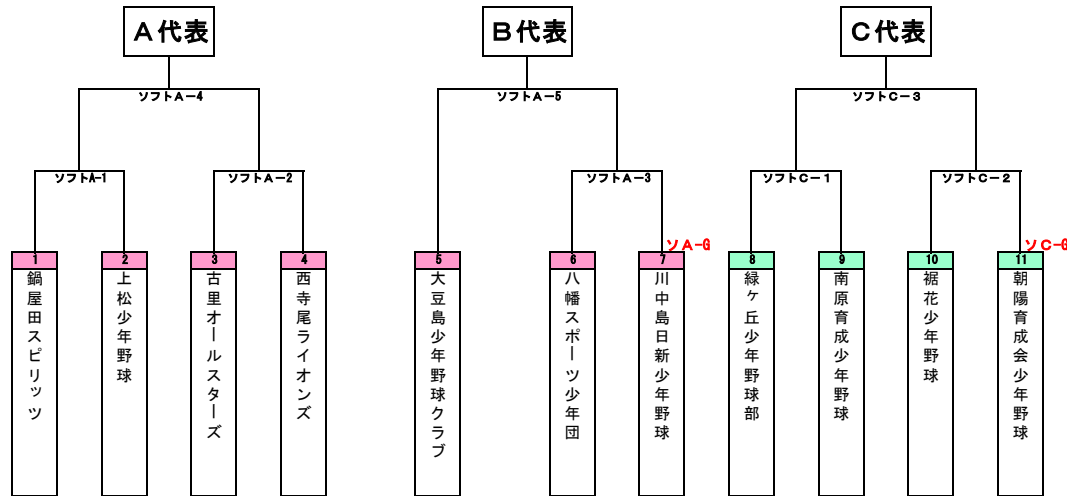 Ａ代表
Ｂ代表
Ｃ代表
ソフトＡ－４
ソフトＡ－５
ソフトＣ－３
ソフトA-1
ソフトＡ－２
ソフトＡ－３
ソフトＣ－１
ソフトＣ－２
ソＡ-G
ソＣ-G
1
2
3
4
5
6
7
8
9
10
11
鍋屋田スピリッツ
上松少年野球
古里オールスターズ
西寺尾ライオンズ
大豆島少年野球クラブ
八幡スポーツ少年団
川中島日新少年野球
緑ヶ丘少年野球部
南原育成少年野球
裾花少年野球
朝陽育成会少年野球